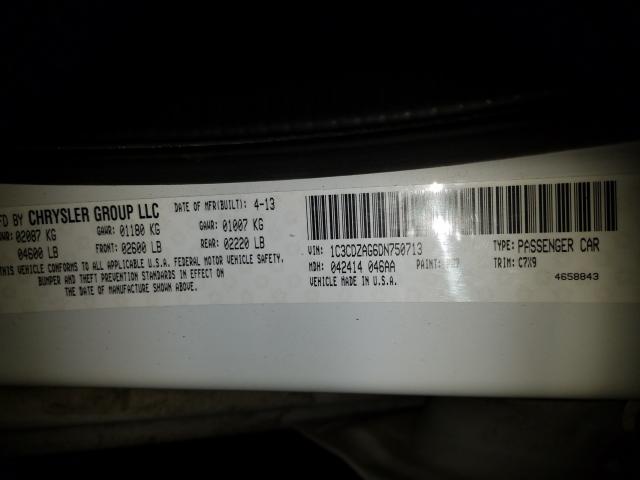 FD BY CHRYSLER GROUP LLC DATE OF MFR(BUILT): 4-13
WR: 02087 KG GAWR: 01180 KG GAWR: 01007 KG
04600 LB FRONT: 02600 LB REAR: 02220 LB
THIS VEHICLE CONFORMS TO ALL APPLICABLE U.S.A. FEDERAL MOTOR VEHICLE SAFETY,
BUMPER AND THEFT PREVENTION STANDARDS IN EFFECT ON
THE DATE OF MANUFACTURE SHOWN ABOVE.
VIN: 1C3CDZAG6DN750713 TYPE: PASSENGER CAR
MDH: 042414 046AA PAINT: TRIM: C7X9
VEHICLE MADE IN U.S.A. 4658843